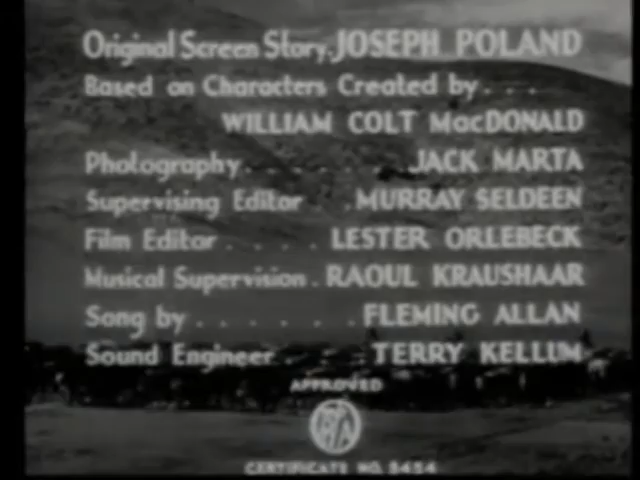 Original Screen Story. JOSEPH POLAND
Based on Characters Created by . . .
WILLIAM COLT MacDONALD
Photography . . . . . . . JACK MARTA
Supervising Editor . . MURRAY SELDEEN
Film Editor . . . . LESTER ORLEBECK
Musical Supervision . RAOUL KRAUSHAAR
Song by . . . . . . . FLEMING ALLAN
Sound Engineer . . . TERRY KELLUM
APPROVED
CERTIFICATE NO. 5454